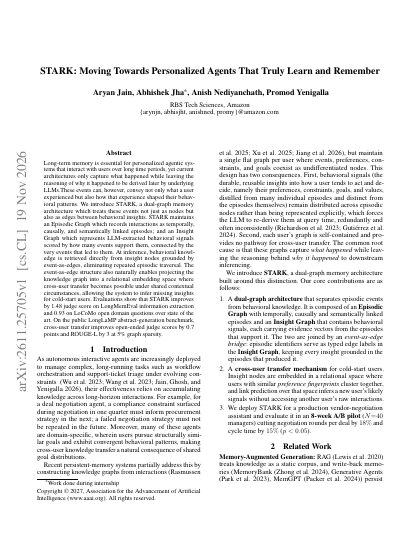 STARK: Moving Towards Personalized Agents That Truly Learn and Remember
Aryan Jain, Abhishek Jha*, Anish Nediyanchath, Promod Yenigalla
RBS Tech Sciences, Amazon
{arynjn, abhisjht, anishned, promy}@amazon.com
arXiv:2611.25705v1 [cs.CL] 19 Nov 2026
Abstract
Long-term memory is essential for personalized agentic systems
that interact with users over long time periods, yet current
architectures only capture what happened while leaving the
reasoning of why it happened to be derived later by underlying
LLMs. These events can, however, convey not only what a user
experienced but also how that experience shaped their behavioral
patterns. We introduce STARK, a dual-graph memory
architecture which treats these events not just as nodes but
also as edges between behavioral insights. STARK maintains
an Episodic Graph which records interactions as temporally,
causally, and semantically linked episodes; and an Insight
Graph which represents LLM-extracted behavioral signals
scored by how many events support them, connected by the
very events that led to them. At inference, behavioral knowledge
is retrieved directly from insight nodes grounded by
event-as-edges, eliminating repeated episodic traversal. The
event-as-edge structure also naturally enables projecting the
knowledge graph into a relational embedding space where
cross-user transfer becomes possible under shared contextual
circumstances, allowing the system to infer missing insights
for cold-start users. Evaluations show that STARK improves
by 1.48 judge score on LongMemEval information extraction
and 0.93 on LoCoMo open domain questions over state of the
art. On the public LongLaMP abstract-generation benchmark,
cross-user transfer improves open-ended judge scores by 0.7
points and ROUGE-L by 3 at 5% graph sparsity.
1 Introduction
As autonomous interactive agents are increasingly deployed
to manage complex, long-running tasks such as workflow
orchestration and support-ticket triage under evolving constraints
(Wu et al. 2023; Wang et al. 2023; Jain, Ghosh, and
Yenigalla 2026), their effectiveness relies on accumulating
knowledge across long-horizon interactions. For example,
for a deal negotiation agent, a compliance constraint surfaced
during negotiation in one quarter must inform procurement
strategy in the next; a failed negotiation strategy must not
be repeated in the future. Moreover, many of these agents
are domain-specific, wherein users pursue structurally similar
goals and exhibit convergent behavioral patterns, making
cross-user knowledge transfer a natural consequence of shared
goal distributions.
Recent persistent-memory systems partially address this by
constructing knowledge graphs from interactions (Rasmussen
*Work done during internship
Copyright © 2027, Association for the Advancement of Artificial
Intelligence (www.aaai.org). All rights reserved.
et al. 2025; Xu et al. 2025; Jiang et al. 2026), but maintain
a single flat graph per user where events, preferences,
constraints, and goals coexist as undifferentiated nodes. This
design has two consequences. First, behavioral signals (the
durable, reusable insights into how a user tends to act and decide,
namely their preferences, constraints, goals, and values,
distilled from many individual episodes and distinct from
the episodes themselves) remain distributed across episodic
nodes rather than being represented explicitly, which forces
the LLM to re-derive them at query time, redundantly and
often inconsistently (Richardson et al. 2023; Gutiérrez et al.
2024). Second, each user's graph is self-contained and provides
no pathway for cross-user transfer. The common root
cause is that these graphs capture what happened while leaving
the reasoning behind why it happened to downstream
inferencing.
We introduce STARK, a dual-graph memory architecture
built around this distinction. Our core contributions are as
follows:
1. A dual-graph architecture that separates episodic events
from behavioral knowledge. It is composed of an Episodic
Graph with temporally, causally and semantically linked
episodes and an Insight Graph that contains behavioral
signals, each carrying evidence vectors from the episodes
that support it. The two are joined by an event-as-edge
bridge: episodic identifiers serve as typed edge labels in
the Insight Graph, keeping every insight grounded in the
episodes that produced it.
2. A cross-user transfer mechanism for cold-start users.
Insight nodes are embedded in a relational space where
users with similar preference fingerprints cluster together,
and link prediction over that space infers a new user's likely
signals without accessing another user's raw interactions.
3. We deploy STARK for a production vendor-negotiation
assistant and evaluate it in an 8-week A/B pilot (N=40
managers) cutting negotiation rounds per deal by 18% and
cycle time by 15% (p < 0.05).
2 Related Work
Memory-Augmented Generation: RAG (Lewis et al. 2020)
treats knowledge as a static corpus, and write-back memories
(MemoryBank (Zhong et al. 2024), Generative Agents
(Park et al. 2023), MemGPT (Packer et al. 2024)) persist